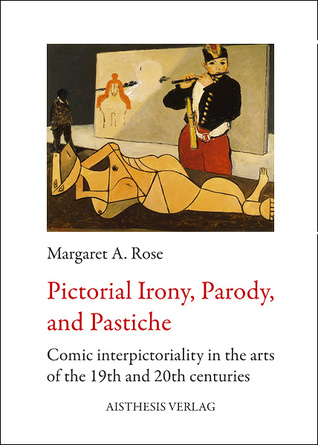 Margaret A. Rose
Pictorial Irony, Parody,
and Pastiche
Comic interpictoriality in the arts
of the 19th and 20th centuries
AISTHESIS VERLAG